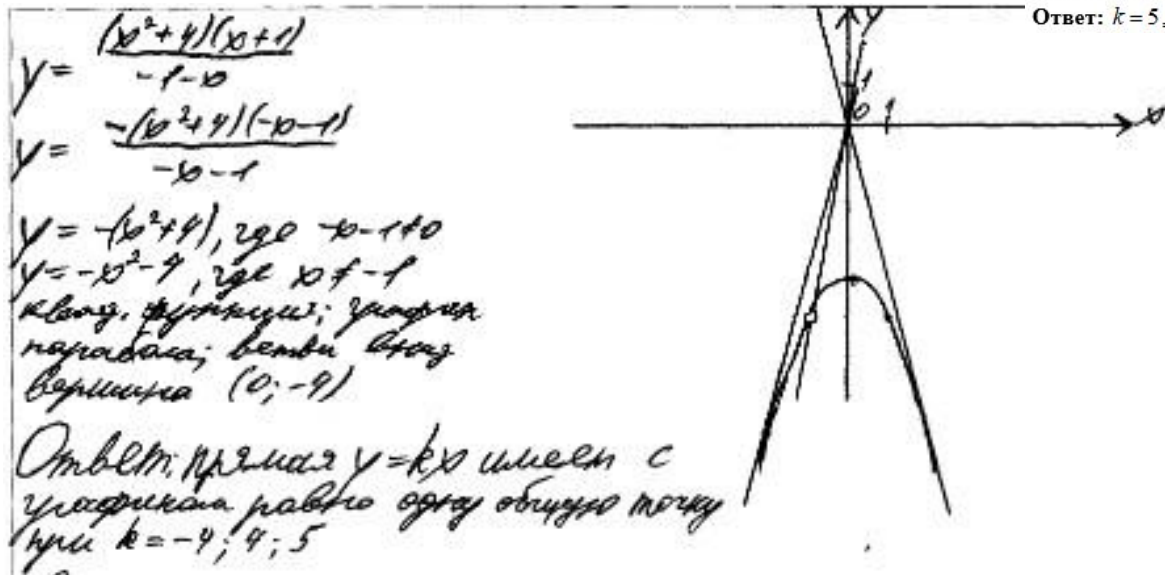 y = (x²+4)(x+1) / -1-x
y = -(x²+4)(-x-1) / -x-1
y = -(x²+4), где -x-1≠0
y = -x²-4, где x≠-1
квад. функция; график
парабола; ветви вниз
вершина (0; -4)
Ответ: прямая y=kx имеет с
графиком ровно одну общую точку
при k=-4; 4; 5
Ответ: k = 5,
y
1
0 1
x